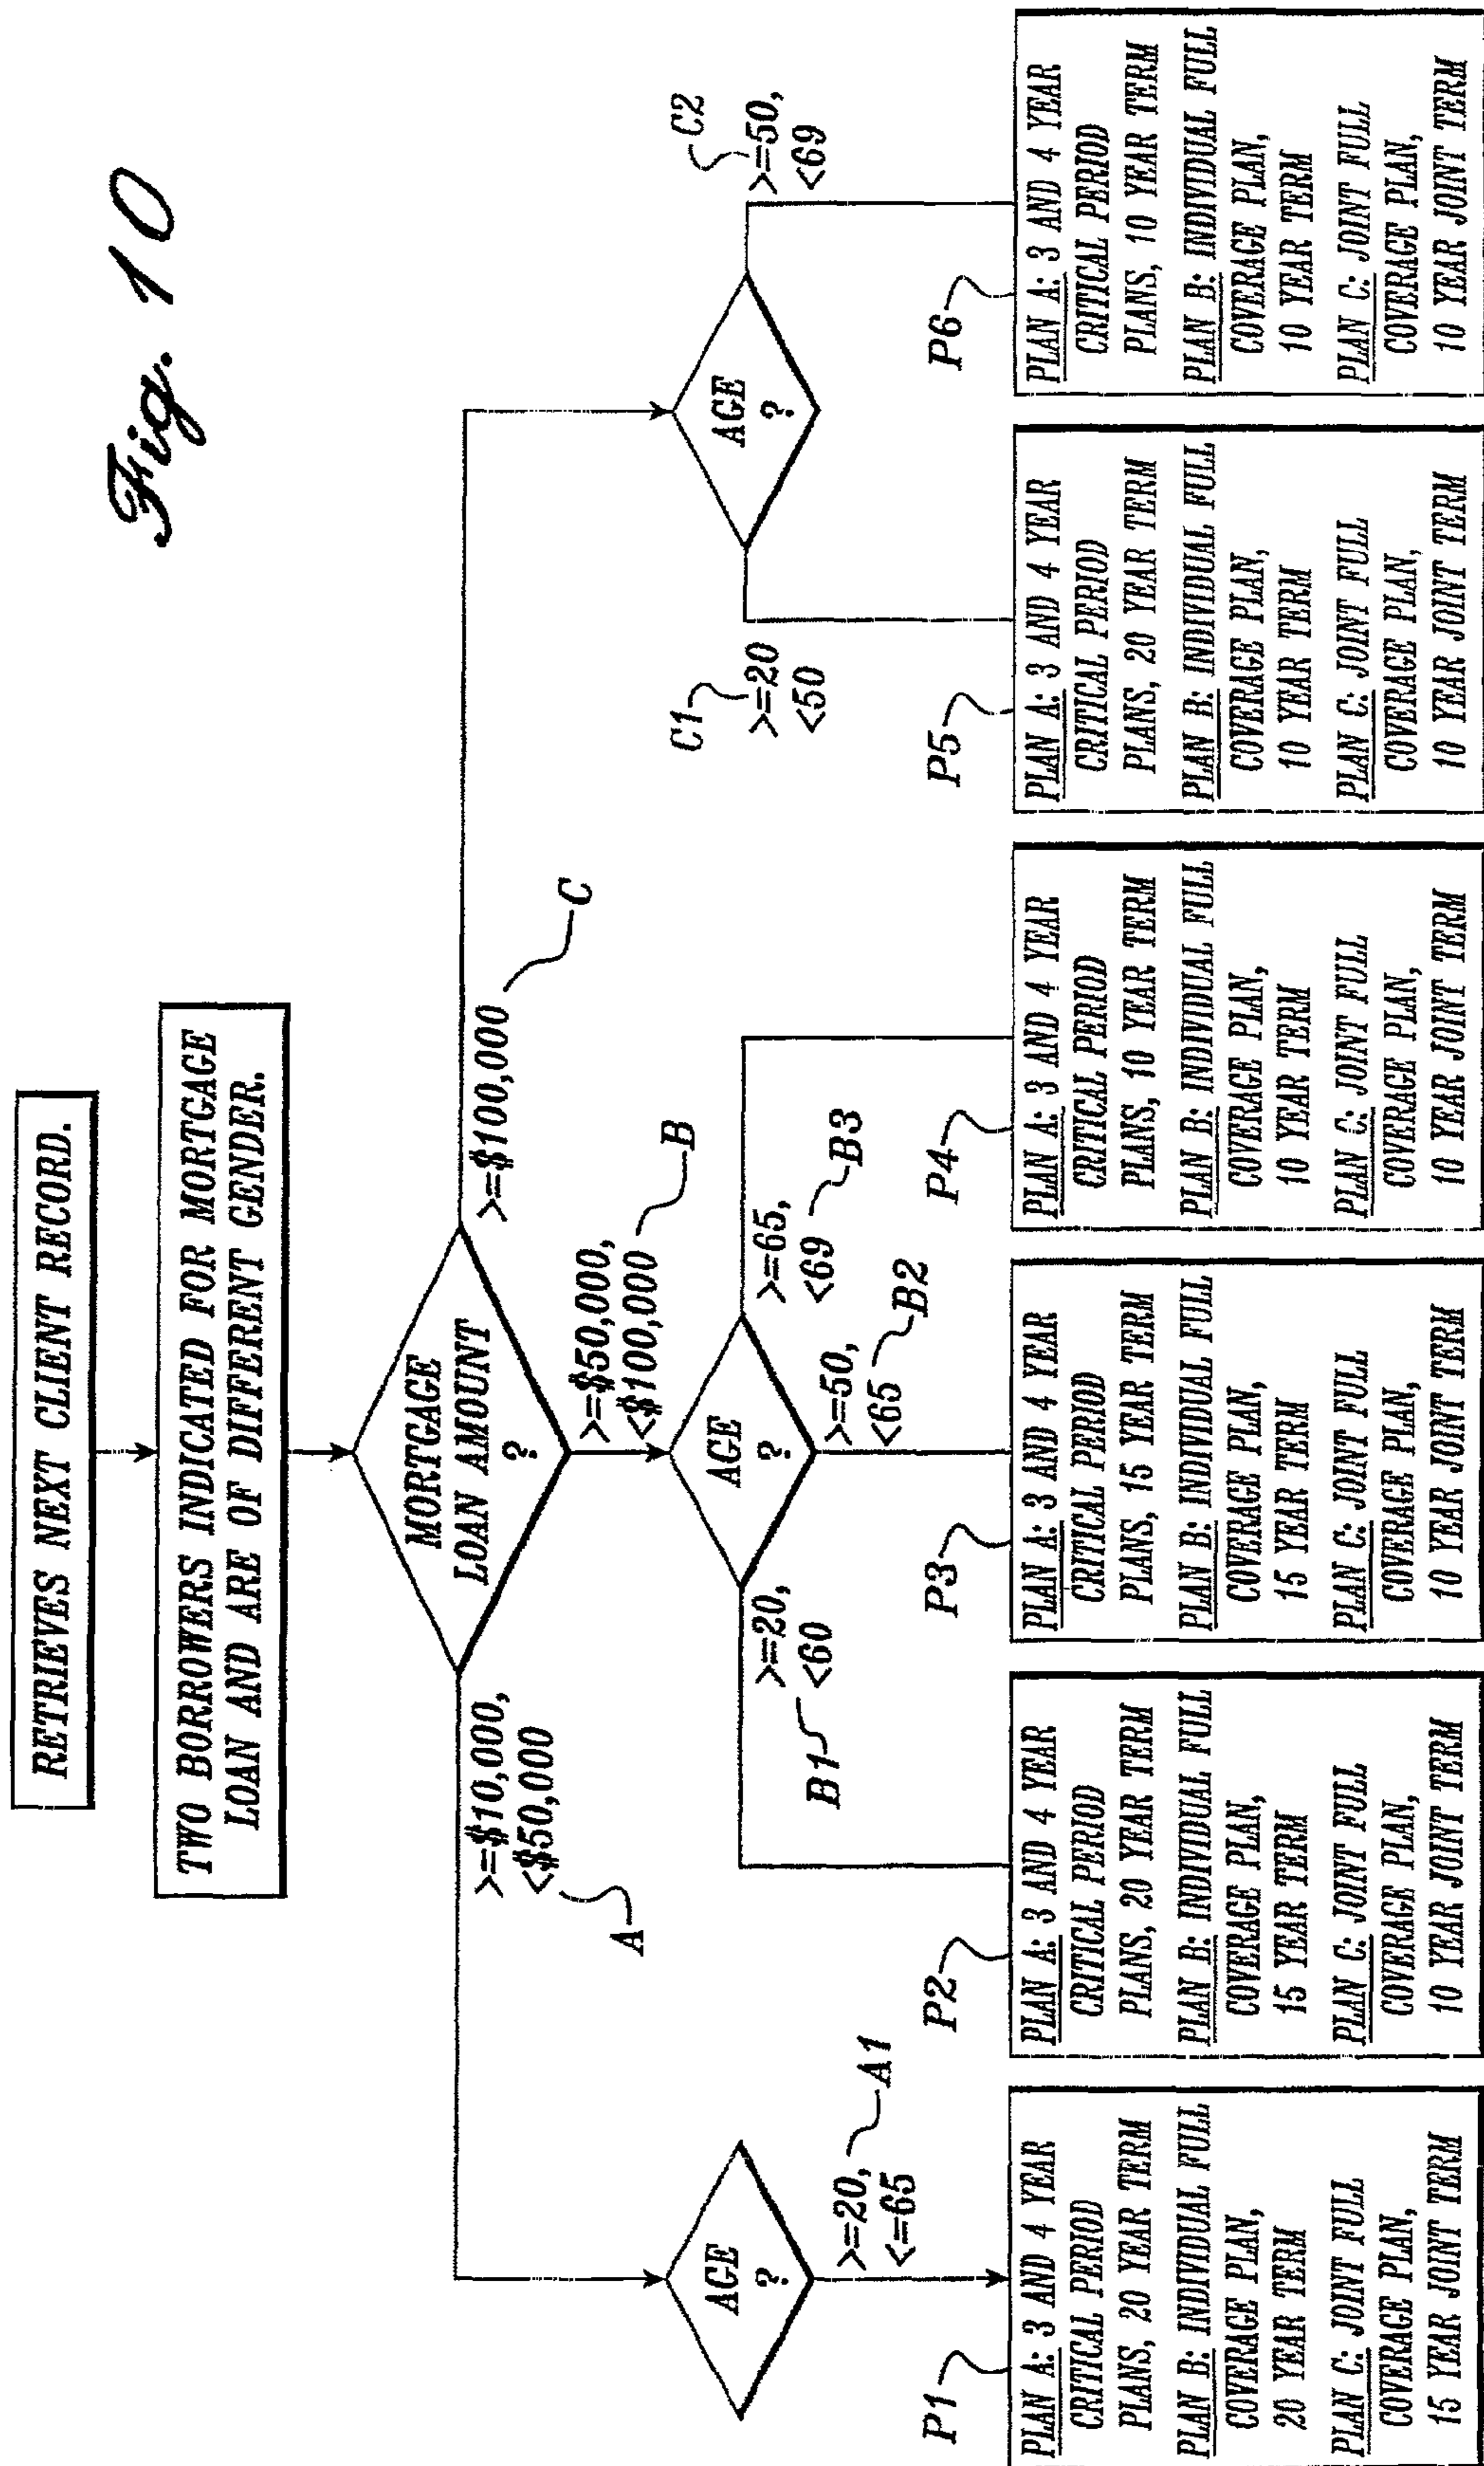 Fig. 10
RETRIEVES NEXT CLIENT RECORD.
TWO BORROWERS INDICATED FOR MORTGAGE
LOAN AND ARE OF DIFFERENT GENDER.
MORTGAGE
LOAN AMOUNT
?
>=$10,000,
<$50,000
A
>=$50,000,
<$100,000
B
>=$100,000
C
AGE
?
>=20,
<=65
A1
AGE
?
>=20,
<60
B1
>=50,
<65
B2
>=65,
<69
B3
AGE
?
C1
>=20
<50
C2
>=50,
<69
P1
PLAN A: 3 AND 4 YEAR
CRITICAL PERIOD
PLANS, 20 YEAR TERM
PLAN B: INDIVIDUAL FULL
COVERAGE PLAN,
20 YEAR TERM
PLAN C: JOINT FULL
COVERAGE PLAN,
15 YEAR JOINT TERM
P2
PLAN A: 3 AND 4 YEAR
CRITICAL PERIOD
PLANS, 20 YEAR TERM
PLAN B: INDIVIDUAL FULL
COVERAGE PLAN,
15 YEAR TERM
PLAN C: JOINT FULL
COVERAGE PLAN,
10 YEAR JOINT TERM
P3
PLAN A: 3 AND 4 YEAR
CRITICAL PERIOD
PLANS, 15 YEAR TERM
PLAN B: INDIVIDUAL FULL
COVERAGE PLAN,
15 YEAR TERM
PLAN C: JOINT FULL
COVERAGE PLAN,
10 YEAR JOINT TERM
P4
PLAN A: 3 AND 4 YEAR
CRITICAL PERIOD
PLANS, 10 YEAR TERM
PLAN B: INDIVIDUAL FULL
COVERAGE PLAN,
10 YEAR TERM
PLAN C: JOINT FULL
COVERAGE PLAN,
10 YEAR JOINT TERM
P5
PLAN A: 3 AND 4 YEAR
CRITICAL PERIOD
PLANS, 20 YEAR TERM
PLAN B: INDIVIDUAL FULL
COVERAGE PLAN,
10 YEAR TERM
PLAN C: JOINT FULL
COVERAGE PLAN,
10 YEAR JOINT TERM
P6
PLAN A: 3 AND 4 YEAR
CRITICAL PERIOD
PLANS, 10 YEAR TERM
PLAN B: INDIVIDUAL FULL
COVERAGE PLAN,
10 YEAR TERM
PLAN C: JOINT FULL
COVERAGE PLAN,
10 YEAR JOINT TERM